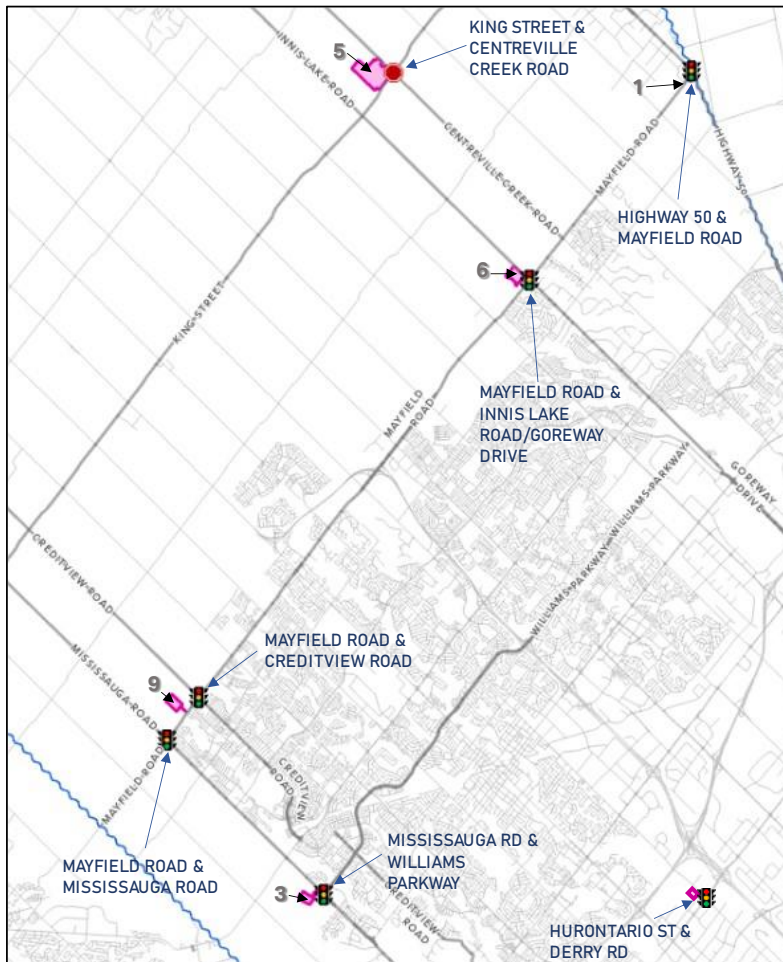 KING STREET &
CENTREVILLE
CREEK ROAD
5
1
INNIS LAKE ROAD
CENTREVILLE CREEK ROAD
MAYFIELD ROAD
HIGHWAY 50
HIGHWAY 50 &
MAYFIELD ROAD
6
KING STREET
MAYFIELD
ROAD
MAYFIELD ROAD &
INNIS LAKE
ROAD/GOREWAY
DRIVE
GOREWAY
DRIVE
WILLIAMS PARKWAY
WILLIAMS PARKWAY
CREDITVIEW ROAD
MISSISSAUGA ROAD
MAYFIELD ROAD &
CREDITVIEW ROAD
9
MAYFIELD ROAD
CREDITVIEW
ROAD
MAYFIELD ROAD &
MISSISSAUGA ROAD
MISSISSAUGA RD &
WILLIAMS
PARKWAY
3
CREDITVIEW
ROAD
HURONTARIO ST &
DERRY RD